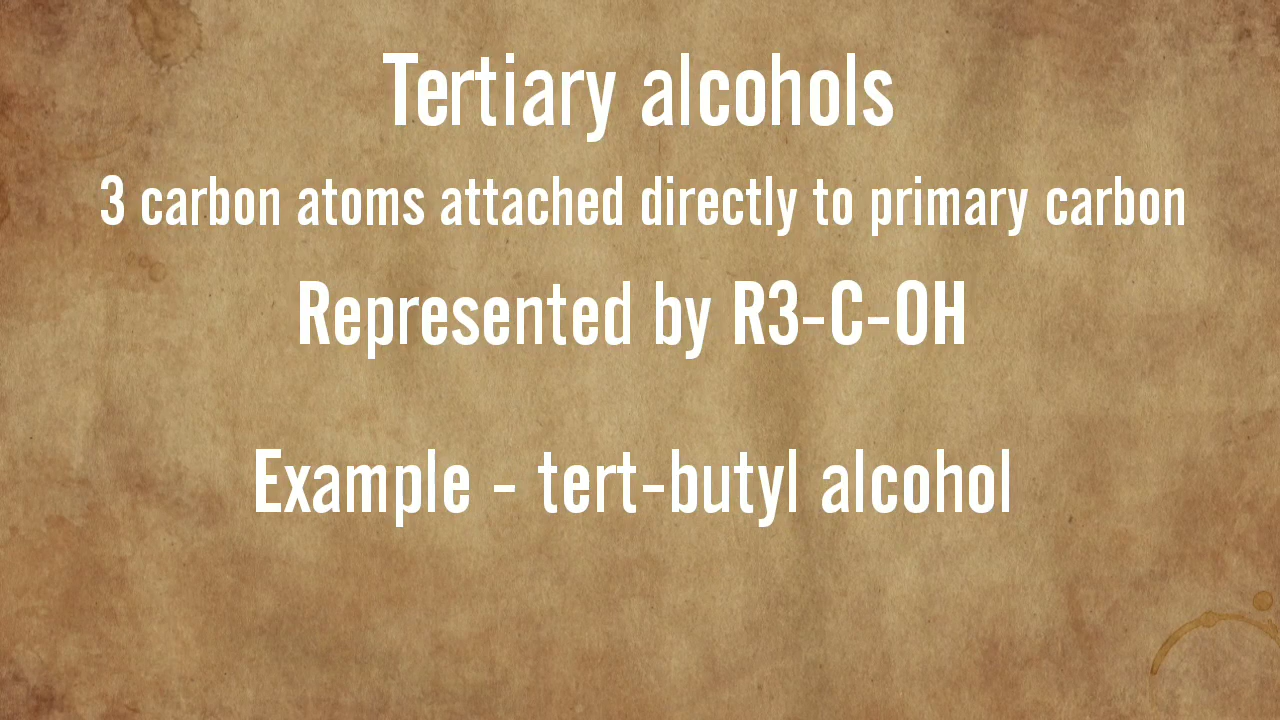 Tertiary alcohols
3 carbon atoms attached directly to primary carbon
Represented by R3-C-OH
Example - tert-butyl alcohol